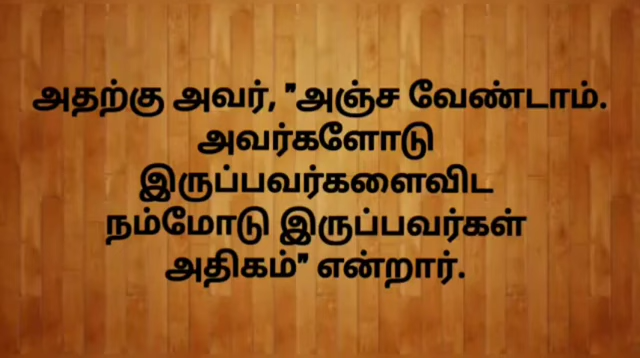 அதற்கு அவர், "அஞ்ச வேண்டாம்.
அவர்களோடு
இருப்பவர்களைவிட
நம்மோடு இருப்பவர்கள்
அதிகம்" என்றார்.